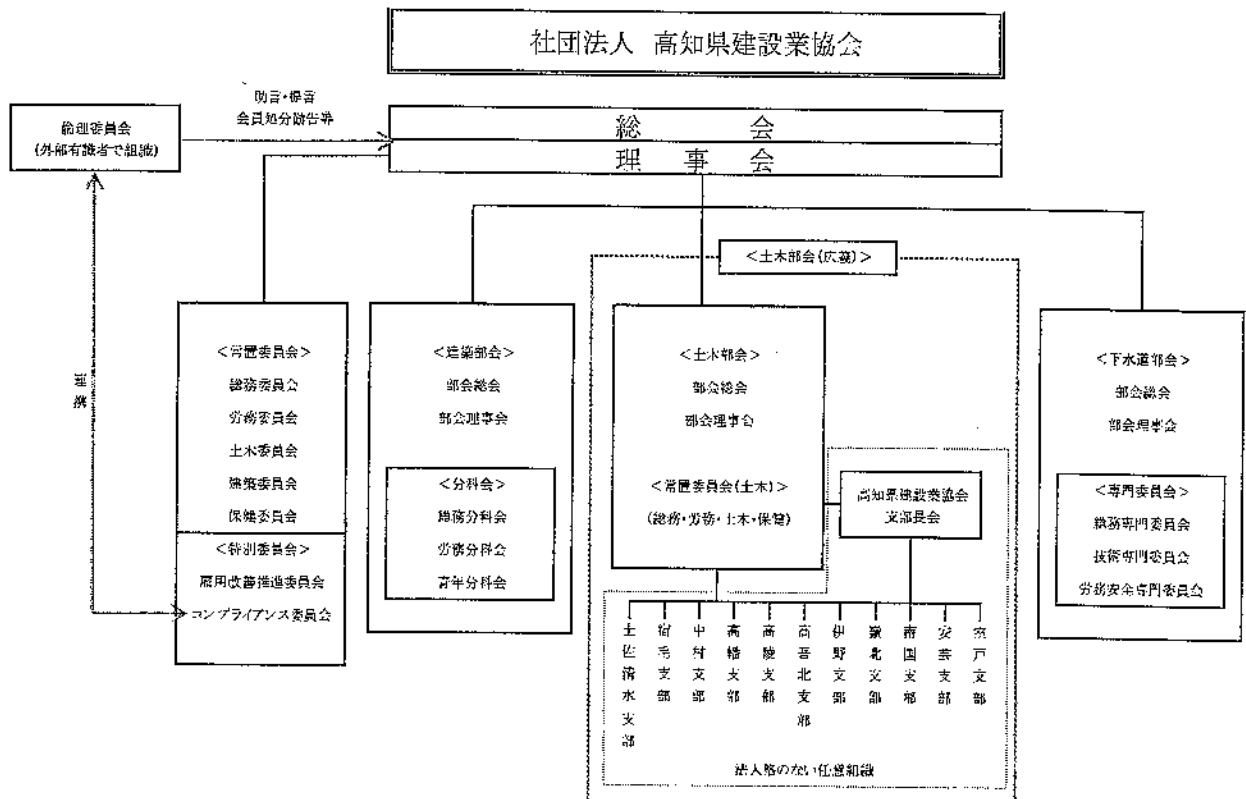 社団法人 高知県建設業協会
助言・提言
会員処分勧告等
倫理委員会
(外部有識者で組織)
総会
理事会
連携
<常置委員会>
総務委員会
労務委員会
土木委員会
建築委員会
保健委員会
<特別委員会>
雇用改善推進委員会
コンプライアンス委員会
<建築部会>
部会総会
部会理事会
<分科会>
総務分科会
労務分科会
青年分科会
<土木部会(広義)>
<土木部会>
部会総会
部会理事会
<常置委員会(土木)>
(総務・労務・土木・保健)
高知県建設業協会
支部長会
土佐清水支部
宿毛支部
中村支部
高幡支部
高陵支部
高吾北支部
伊野支部
嶺北支部
南国支部
安芸支部
室戸支部
法人格のない任意組織
<下水道部会>
部会総会
部会理事会
<専門委員会>
総務専門委員会
技術専門委員会
労務安全専門委員会